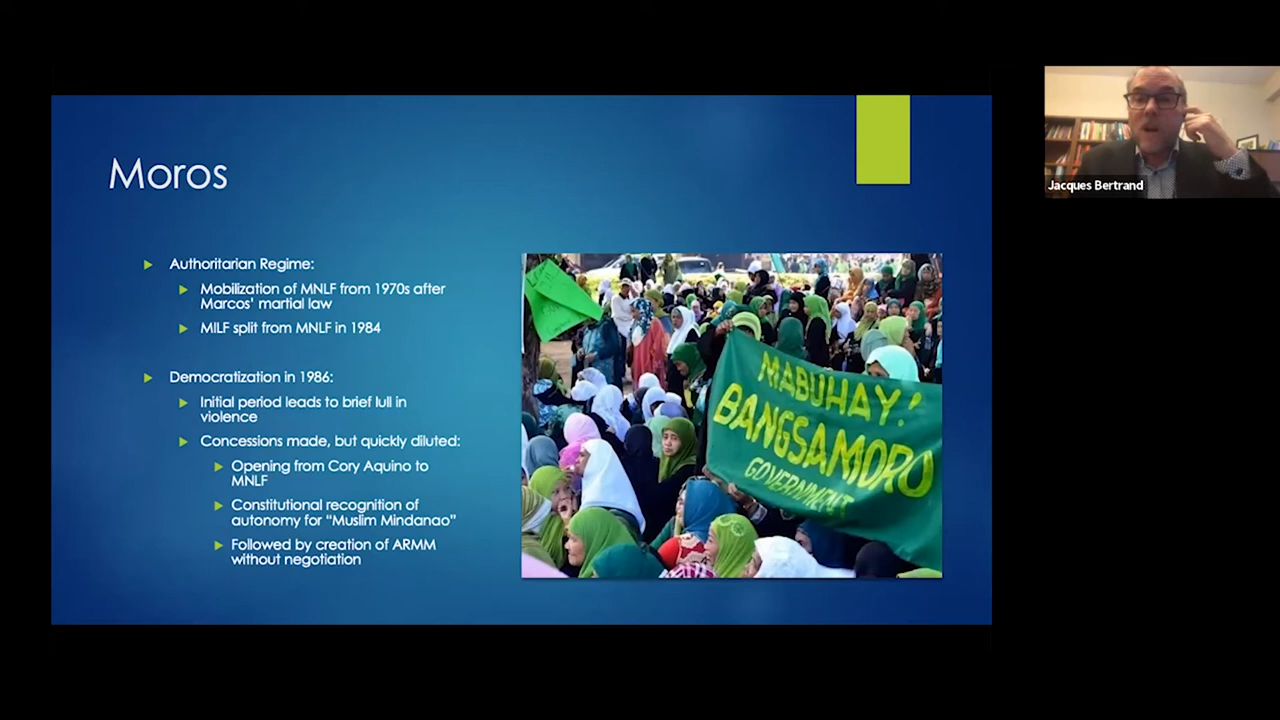 Moros
Authoritarian Regime:
Mobilization of MNLF from 1970s after
Marcos' martial law
MILF split from MNLF in 1984
Democratization in 1986:
Initial period leads to brief lull in
violence
Concessions made, but quickly diluted:
Opening from Cory Aquino to
MNLF
Constitutional recognition of
autonomy for “Muslim Mindanao”
Followed by creation of ARMM
without negotiation
MABUHAY!
BANGSAMORO
GOVERNMENT
Jacques Bertrand